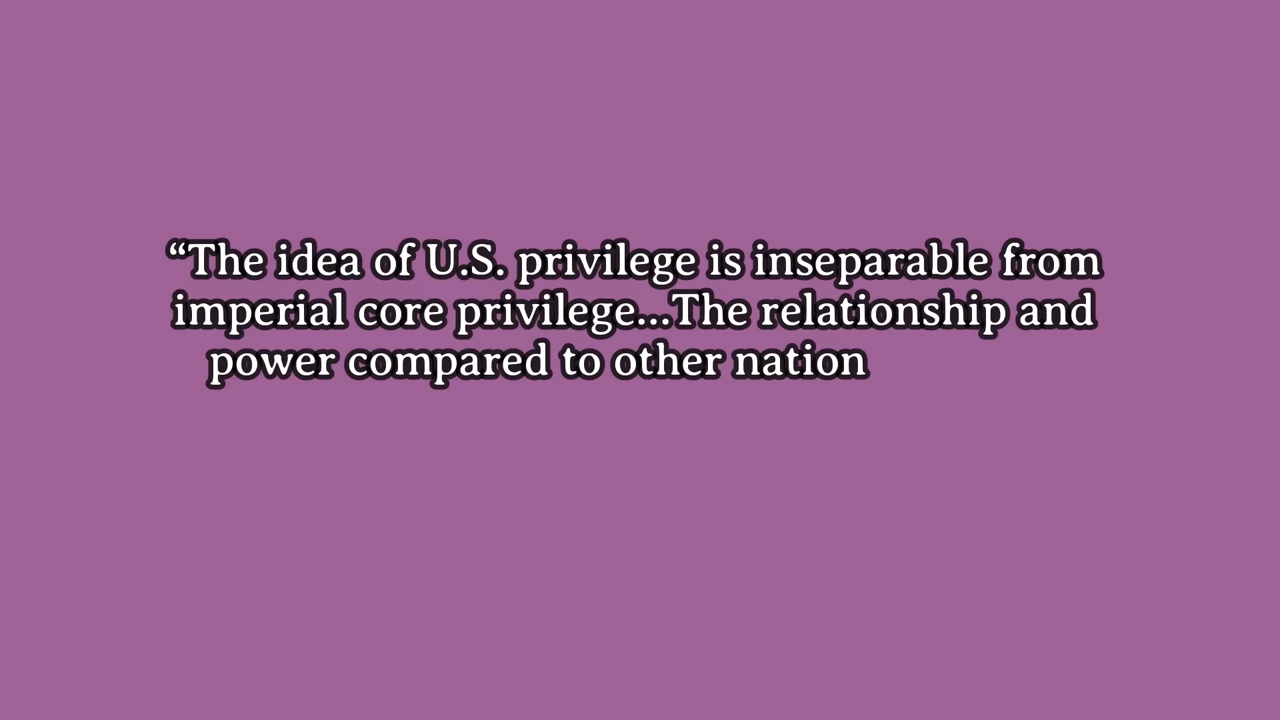 “The idea of U.S. privilege is inseparable from
imperial core privilege...The relationship and
power compared to other nation